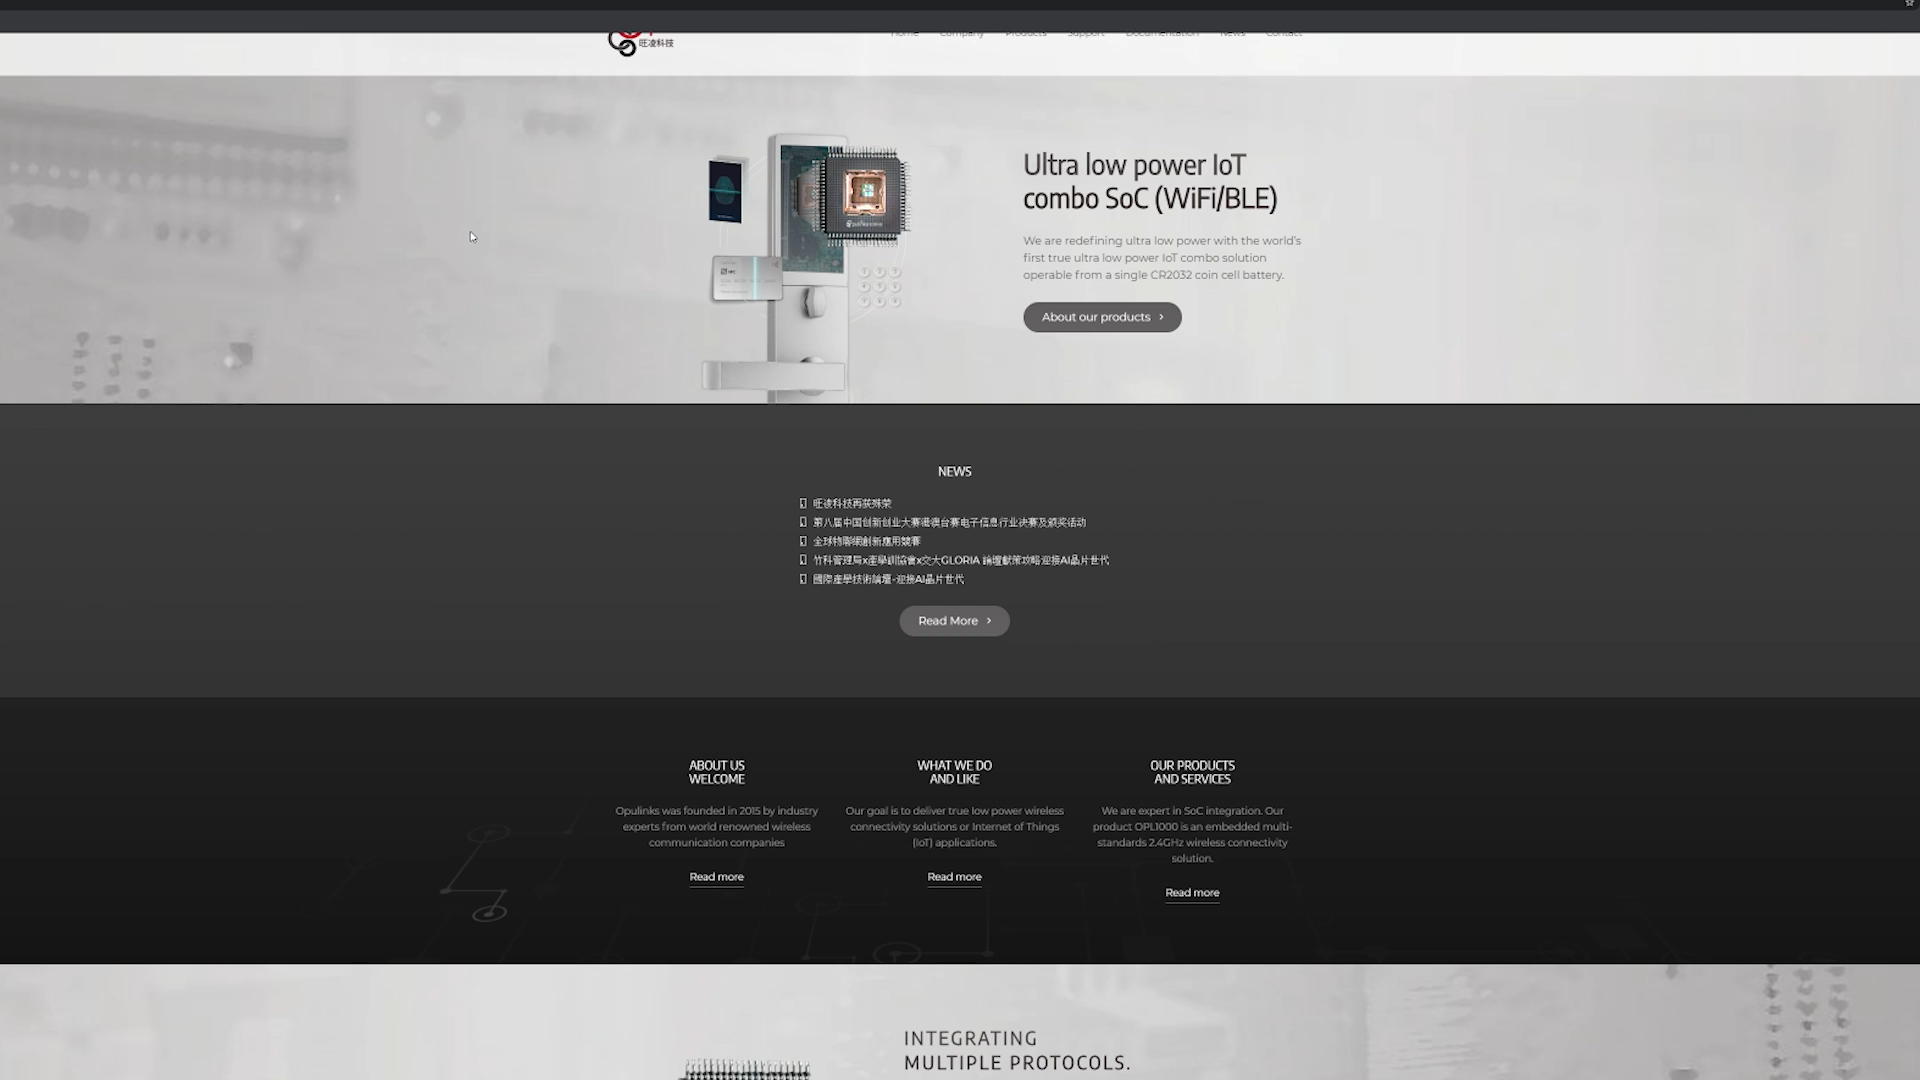 旺凌科技
Home Company Products Support Documentation News Contact
Ultra low power IoT
combo SoC (WiFi/BLE)
We are redefining ultra low power with the world's
first true ultra low power IoT combo solution
operable from a single CR2032 coin cell battery.
About our products
NEWS
旺凌科技再获殊荣
第八届中国创新创业大赛港澳台赛电子信息行业决赛及颁奖活动
全球物聯網創新應用競賽
竹科管理局x產學訓協會x交大GLORIA 論壇獻策攻略迎接AI晶片世代
國際產學技術論壇-迎接AI晶片世代
Read More
ABOUT US
WELCOME
Opulinks was founded in 2015 by industry
experts from world renowned wireless
communication companies
Read more
WHAT WE DO
AND LIKE
Our goal is to deliver true low power wireless
connectivity solutions or Internet of Things
(IoT) applications.
Read more
OUR PRODUCTS
AND SERVICES
We are expert in SoC integration. Our
product OPL1000 is an embedded multi-
standards 2.4GHz wireless connectivity
solution.
Read more
INTEGRATING
MULTIPLE PROTOCOLS.